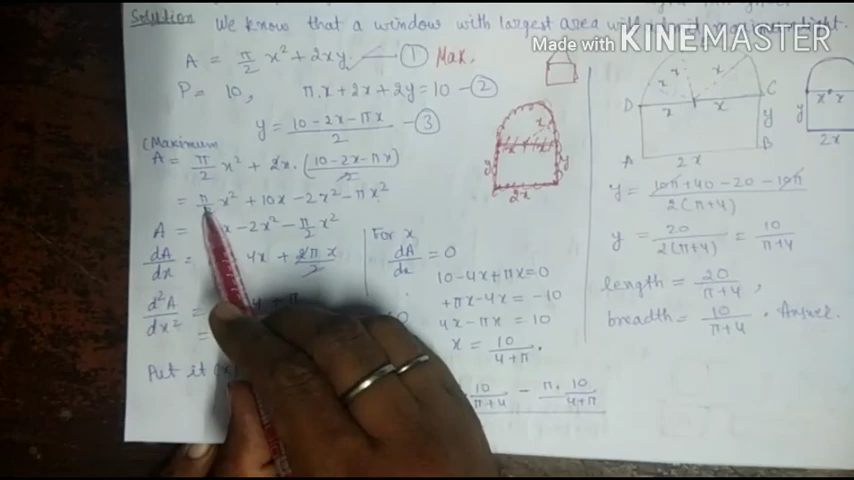 Solution We know that a window with largest area will
Made with KINEMASTER
A = π/2 x² + 2xy — ① Max.
P = 10, π.x + 2x + 2y = 10 — ②
y = (10 - 2x - πx)/2 — ③
(Maximum
A = π/2 x² + 2x. (10 - 2x - πx)/2
= π/2 x² + 10x - 2x² - πx²
A = x - 2x² - π/2 x²
dA/dx = 4x + 2πx/2
d²A/dx² = 4 + π
=
Put it
For x
dA/dx = 0
10 - 4x + πx = 0
+πx - 4x = -10
4x - πx = 10
x = 10/(4+π).
10/(π+4) - π. 10/(4+π)
x x
y x x y
2x
x x
D x x C
y
A 2x B
y x x
2x
y = (10π + 40 - 20 - 10π)/2(π+4)
y = 20/2(π+4) = 10/(π+4)
length = 20/(π+4),
breadth = 10/(π+4) . Answer.